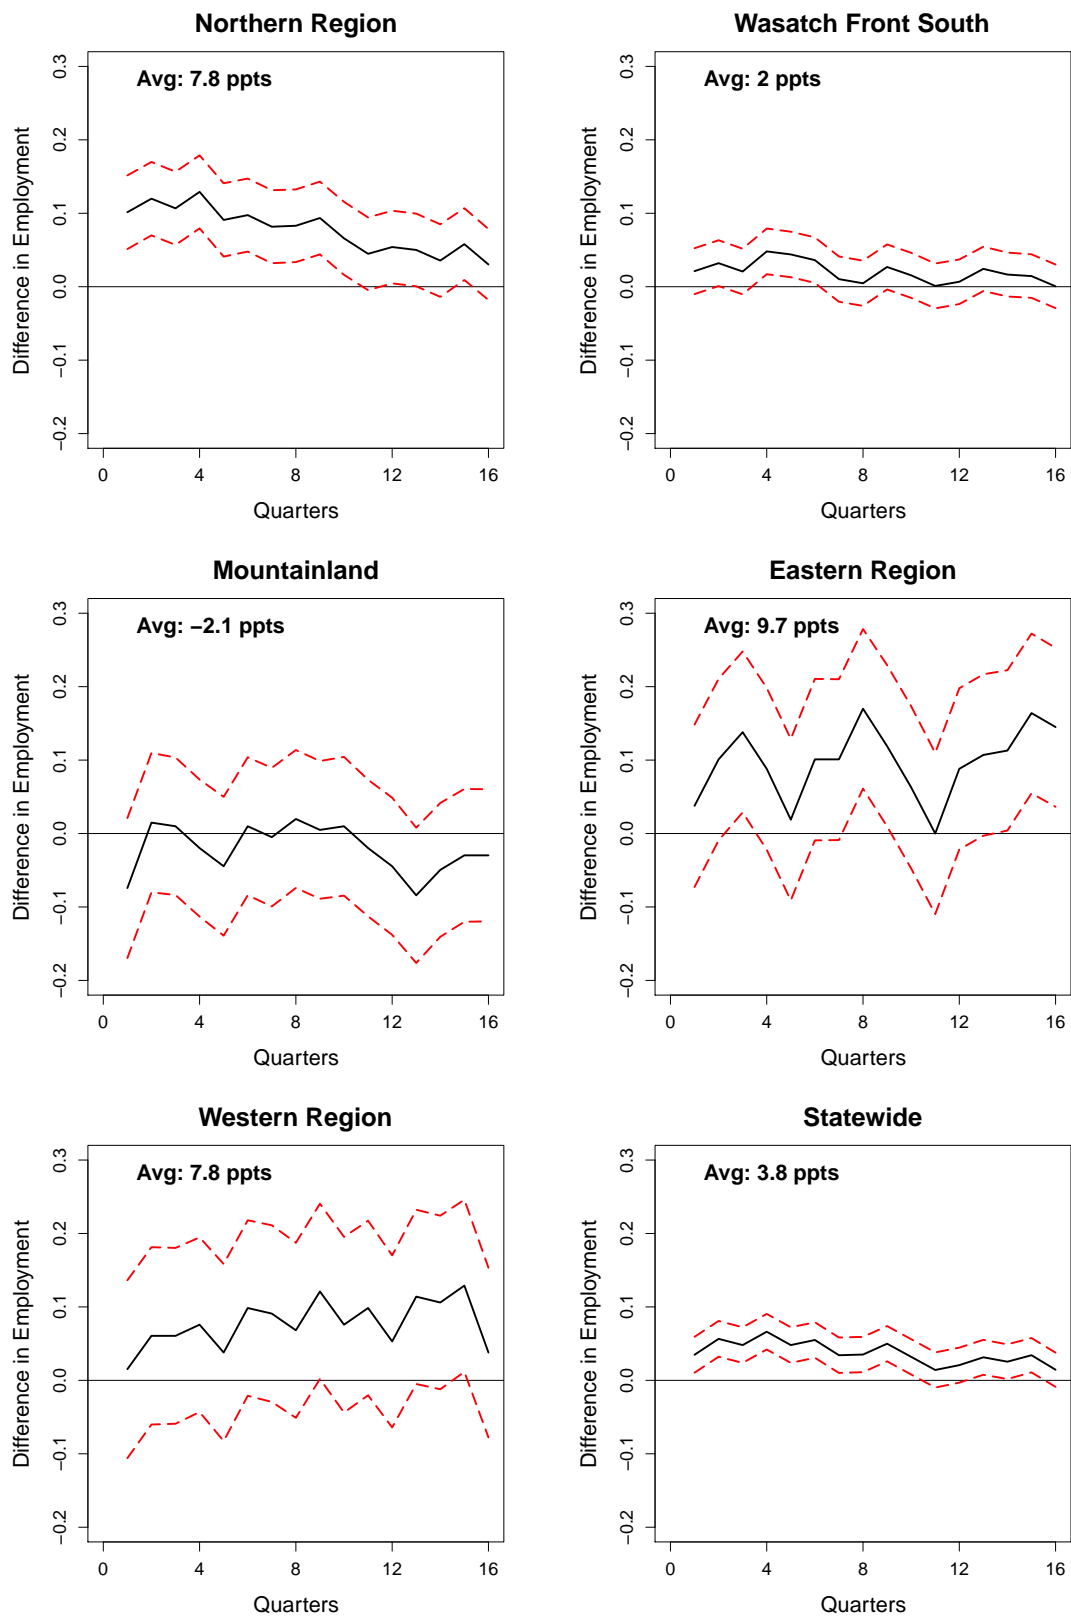 Northern Region
Avg: 7.8 ppts
Difference in Employment
0.3
0.2
0.1
0.0
−0.1
−0.2
0 4 8 12 16
Quarters
Wasatch Front South
Avg: 2 ppts
Difference in Employment
0.3
0.2
0.1
0.0
−0.1
−0.2
0 4 8 12 16
Quarters
Mountainland
Avg: −2.1 ppts
Difference in Employment
0.3
0.2
0.1
0.0
−0.1
−0.2
0 4 8 12 16
Quarters
Eastern Region
Avg: 9.7 ppts
Difference in Employment
0.3
0.2
0.1
0.0
−0.1
−0.2
0 4 8 12 16
Quarters
Western Region
Avg: 7.8 ppts
Difference in Employment
0.3
0.2
0.1
0.0
−0.1
−0.2
0 4 8 12 16
Quarters
Statewide
Avg: 3.8 ppts
Difference in Employment
0.3
0.2
0.1
0.0
−0.1
−0.2
0 4 8 12 16
Quarters